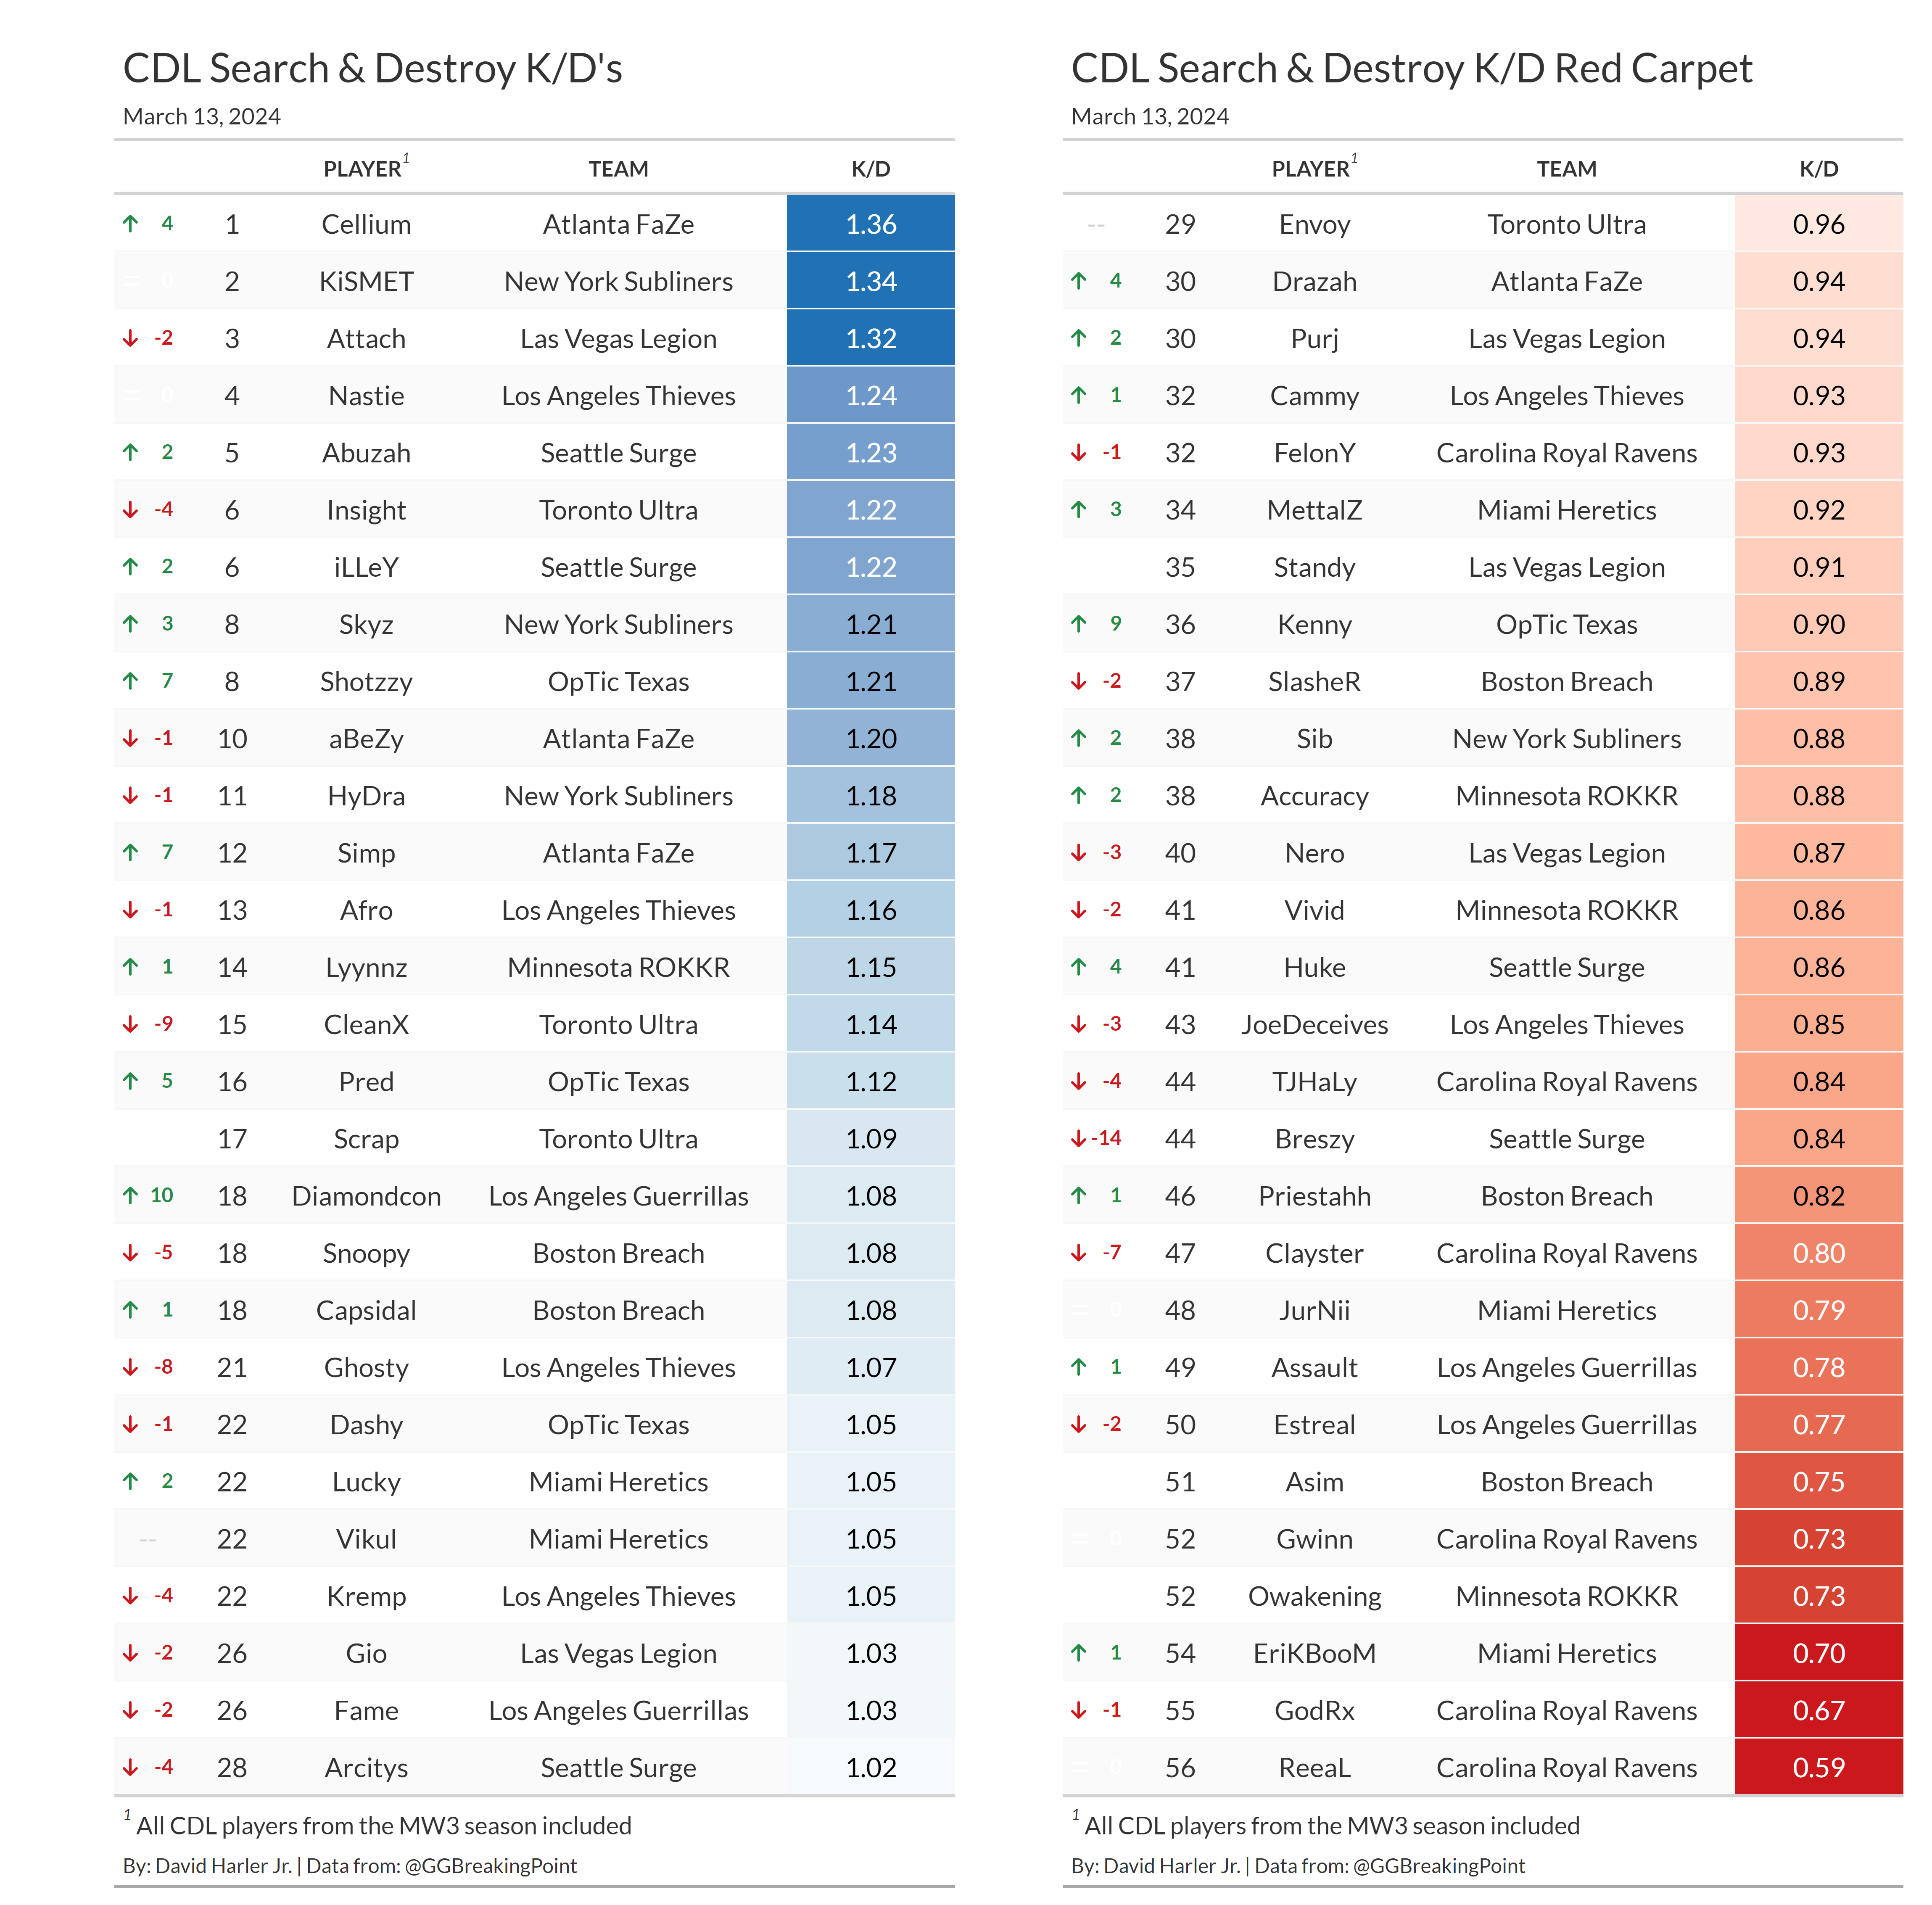 CDL Search & Destroy K/D's
March 13, 2024
PLAYER1 TEAM K/D
↑ 4 1 Cellium Atlanta FaZe 1.36
= 0 2 KiSMET New York Subliners 1.34
↓ -2 3 Attach Las Vegas Legion 1.32
= 0 4 Nastie Los Angeles Thieves 1.24
↑ 2 5 Abuzah Seattle Surge 1.23
↓ -4 6 Insight Toronto Ultra 1.22
↑ 2 6 iLLeY Seattle Surge 1.22
↑ 3 8 Skyz New York Subliners 1.21
↑ 7 8 Shotzzy OpTic Texas 1.21
↓ -1 10 aBeZy Atlanta FaZe 1.20
↓ -1 11 HyDra New York Subliners 1.18
↑ 7 12 Simp Atlanta FaZe 1.17
↓ -1 13 Afro Los Angeles Thieves 1.16
↑ 1 14 Lyynnz Minnesota ROKKR 1.15
↓ -9 15 CleanX Toronto Ultra 1.14
↑ 5 16 Pred OpTic Texas 1.12
17 Scrap Toronto Ultra 1.09
↑ 10 18 Diamondcon Los Angeles Guerrillas 1.08
↓ -5 18 Snoopy Boston Breach 1.08
↑ 1 18 Capsidal Boston Breach 1.08
↓ -8 21 Ghosty Los Angeles Thieves 1.07
↓ -1 22 Dashy OpTic Texas 1.05
↑ 2 22 Lucky Miami Heretics 1.05
-- 22 Vikul Miami Heretics 1.05
↓ -4 22 Kremp Los Angeles Thieves 1.05
↓ -2 26 Gio Las Vegas Legion 1.03
↓ -2 26 Fame Los Angeles Guerrillas 1.03
↓ -4 28 Arcitys Seattle Surge 1.02
1 All CDL players from the MW3 season included
By: David Harler Jr. | Data from: @GGBreakingPoint
CDL Search & Destroy K/D Red Carpet
March 13, 2024
PLAYER1 TEAM K/D
-- 29 Envoy Toronto Ultra 0.96
↑ 4 30 Drazah Atlanta FaZe 0.94
↑ 2 30 Purj Las Vegas Legion 0.94
↑ 1 32 Cammy Los Angeles Thieves 0.93
↓ -1 32 FelonY Carolina Royal Ravens 0.93
↑ 3 34 MettalZ Miami Heretics 0.92
35 Standy Las Vegas Legion 0.91
↑ 9 36 Kenny OpTic Texas 0.90
↓ -2 37 SlasheR Boston Breach 0.89
↑ 2 38 Sib New York Subliners 0.88
↑ 2 38 Accuracy Minnesota ROKKR 0.88
↓ -3 40 Nero Las Vegas Legion 0.87
↓ -2 41 Vivid Minnesota ROKKR 0.86
↑ 4 41 Huke Seattle Surge 0.86
↓ -3 43 JoeDeceives Los Angeles Thieves 0.85
↓ -4 44 TJHaLy Carolina Royal Ravens 0.84
↓ -14 44 Breszy Seattle Surge 0.84
↑ 1 46 Priestahh Boston Breach 0.82
↓ -7 47 Clayster Carolina Royal Ravens 0.80
= 0 48 JurNii Miami Heretics 0.79
↑ 1 49 Assault Los Angeles Guerrillas 0.78
↓ -2 50 Estreal Los Angeles Guerrillas 0.77
51 Asim Boston Breach 0.75
= 0 52 Gwinn Carolina Royal Ravens 0.73
52 Owakening Minnesota ROKKR 0.73
↑ 1 54 EriKBooM Miami Heretics 0.70
↓ -1 55 GodRx Carolina Royal Ravens 0.67
= 0 56 ReeaL Carolina Royal Ravens 0.59
1 All CDL players from the MW3 season included
By: David Harler Jr. | Data from: @GGBreakingPoint